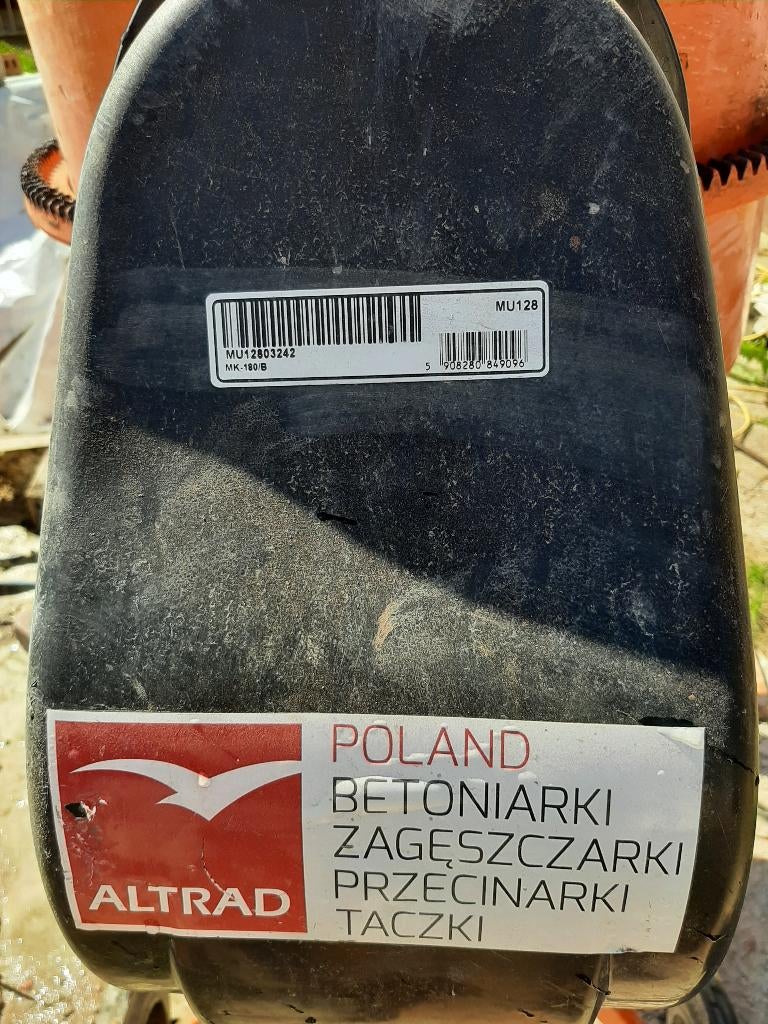 MU128
MU12803242
MK-180/B
5 908280 849096
POLAND
BETONIARKI
ZAGĘSZCZARKI
PRZECINARKI
TACZKI
ALTRAD